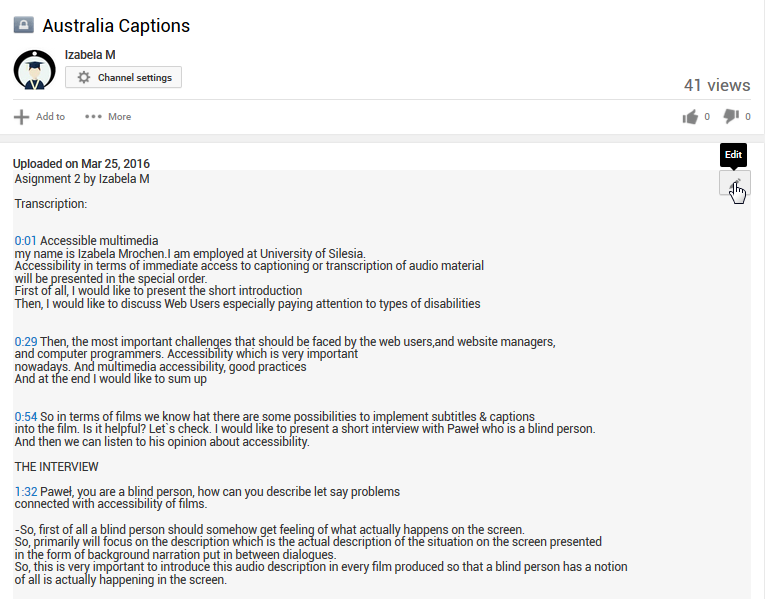 Australia Captions
Izabela M
Channel settings
41 views
Add to
More
0
0
Uploaded on Mar 25, 2016
Edit
Asignment 2 by Izabela M
Transcription:
0:01 Accessible multimedia
my name is Izabela Mrochen.I am employed at University of Silesia.
Accessibility in terms of immediate access to captioning or transcription of audio material
will be presented in the special order.
First of all, I would like to present the short introduction
Then, I would like to discuss Web Users especially paying attention to types of disabilities
0:29 Then, the most important challenges that should be faced by the web users,and website managers,
and computer programmers. Accessibility which is very important
nowadays. And multimedia accessibility, good practices
And at the end I would like to sum up
0:54 So in terms of films we know hat there are some possibilities to implement subtitles & captions
into the film. Is it helpful? Let`s check. I would like to present a short interview with Paweł who is a blind person.
And then we can listen to his opinion about accessibility.
THE INTERVIEW
1:32 Paweł, you are a blind person, how can you describe let say problems
connected with accessibility of films.
-So, first of all a blind person should somehow get feeling of what actually happens on the screen.
So, primarily will focus on the description which is the actual description of the situation on the screen presented
in the form of background narration put in between dialogues.
So, this is very important to introduce this audio description in every film produced so that a blind person has a notion
of all is actually happening in the screen.